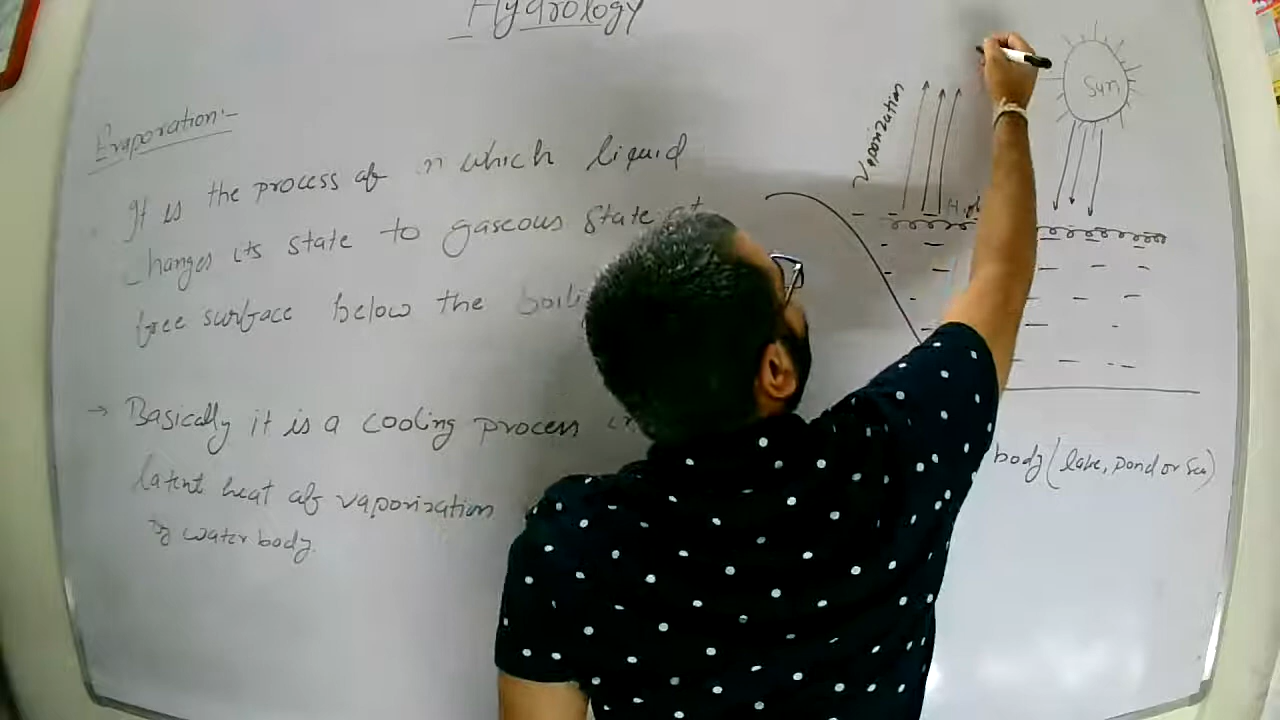 Hydrology
Evaporation:-
It is the process of in which liquid
changes its state to gaseous state at
free surface below the boili
→ Basically it is a cooling process
latent heat of vaporization
by water body.
Vaporization
Sun
body (lake, pond or sea)